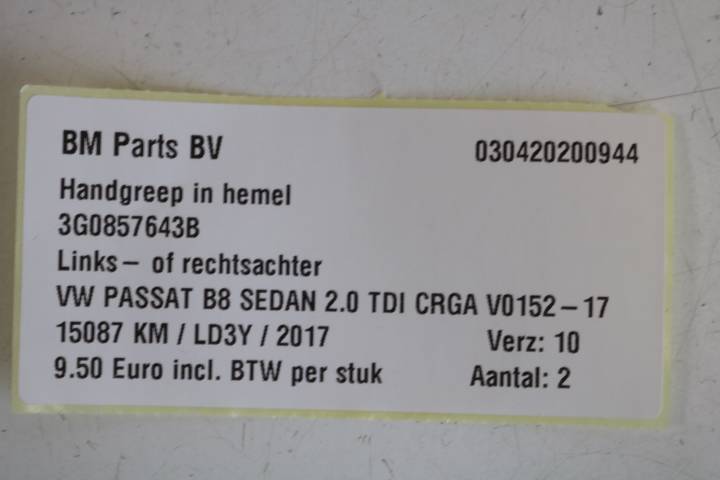 BM Parts BV 030420200944
Handgreep in hemel
3G0857643B
Links- of rechtsachter
VW PASSAT B8 SEDAN 2.0 TDI CRGA V0152-17
15087 KM / LD3Y / 2017 Verz: 10
9.50 Euro incl. BTW per stuk Aantal: 2